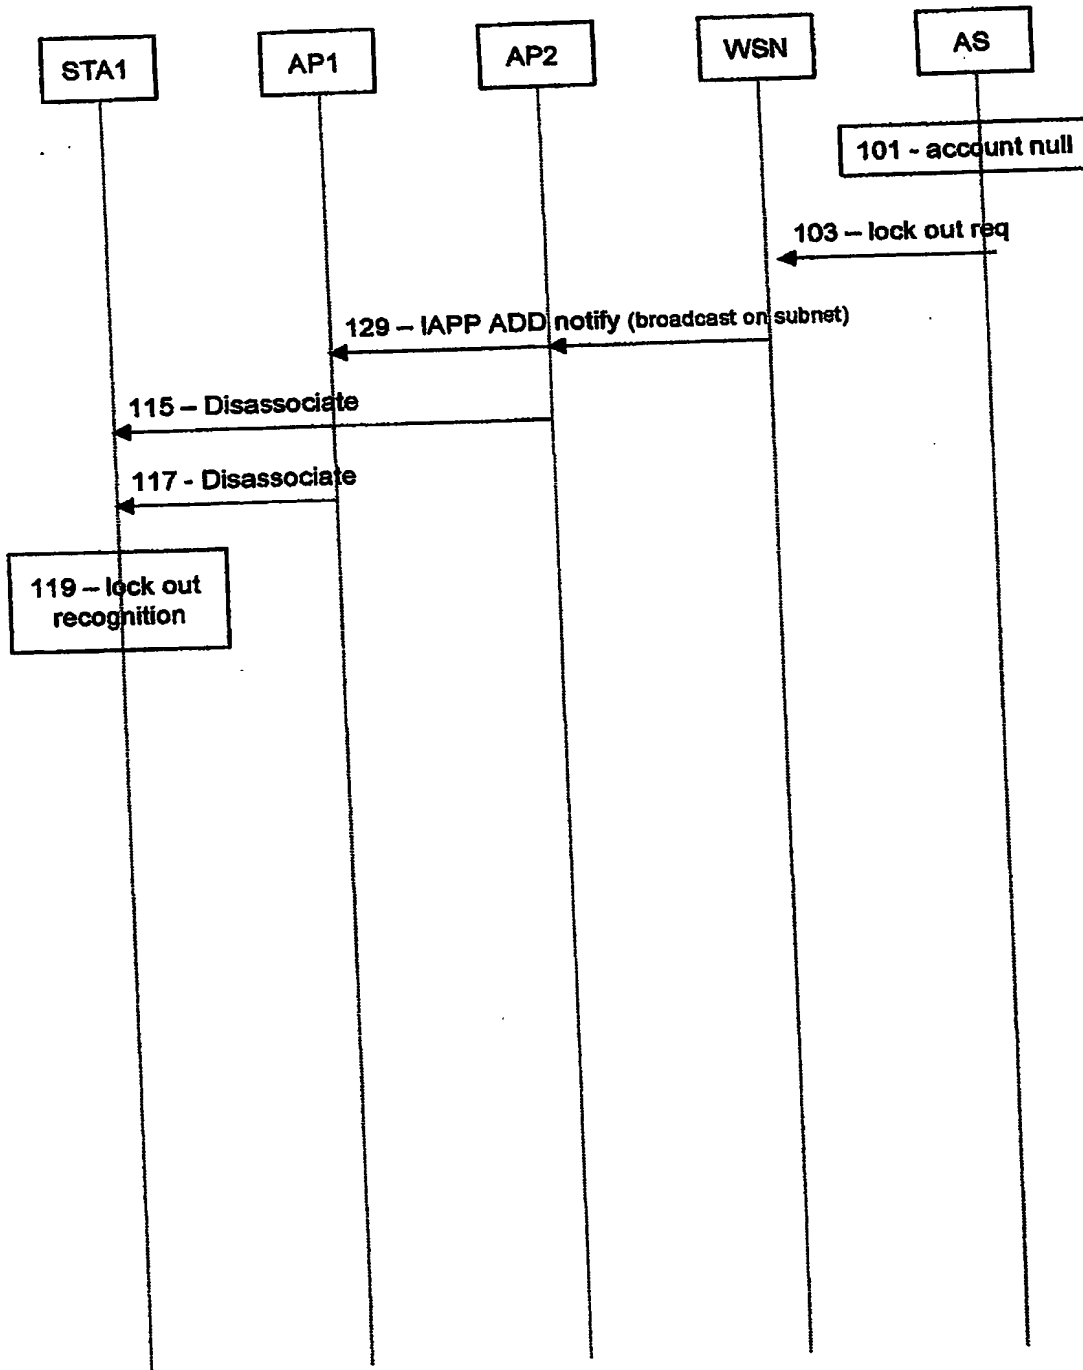 STA1 AP1 AP2 WSN AS
101 - account null
103 – lock out req
129 – IAPP ADD notify (broadcast on subnet)
115 – Disassociate
117 - Disassociate
119 – lock out
recognition